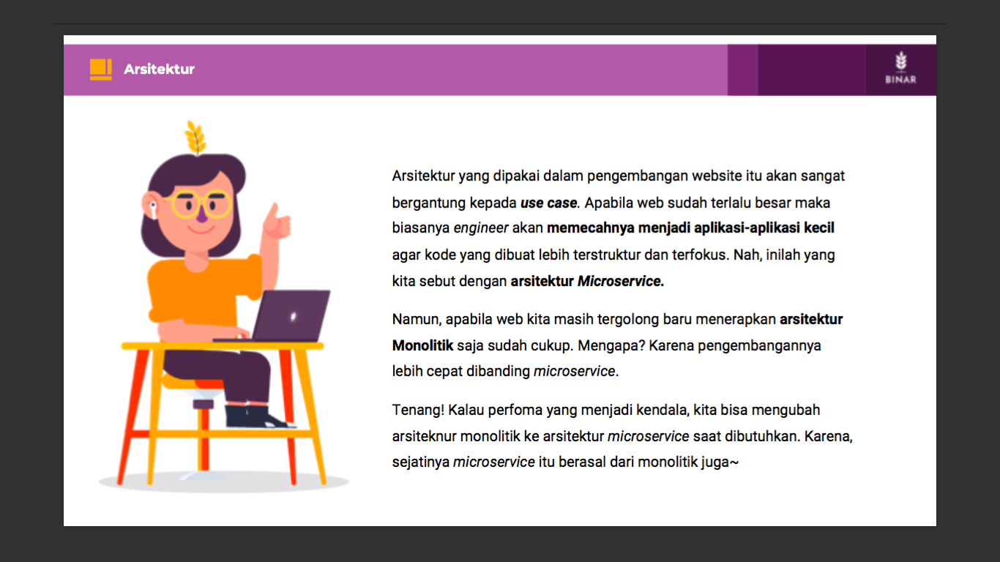 Arsitektur
BINAR
Arsitektur yang dipakai dalam pengembangan website itu akan sangat
bergantung kepada use case. Apabila web sudah terlalu besar maka
biasanya engineer akan memecahnya menjadi aplikasi-aplikasi kecil
agar kode yang dibuat lebih terstruktur dan terfokus. Nah, inilah yang
kita sebut dengan arsitektur Microservice.
Namun, apabila web kita masih tergolong baru menerapkan arsitektur
Monolitik saja sudah cukup. Mengapa? Karena pengembangannya
lebih cepat dibanding microservice.
Tenang! Kalau perfoma yang menjadi kendala, kita bisa mengubah
arsiteknur monolitik ke arsitektur microservice saat dibutuhkan. Karena,
sejatinya microservice itu berasal dari monolitik juga~